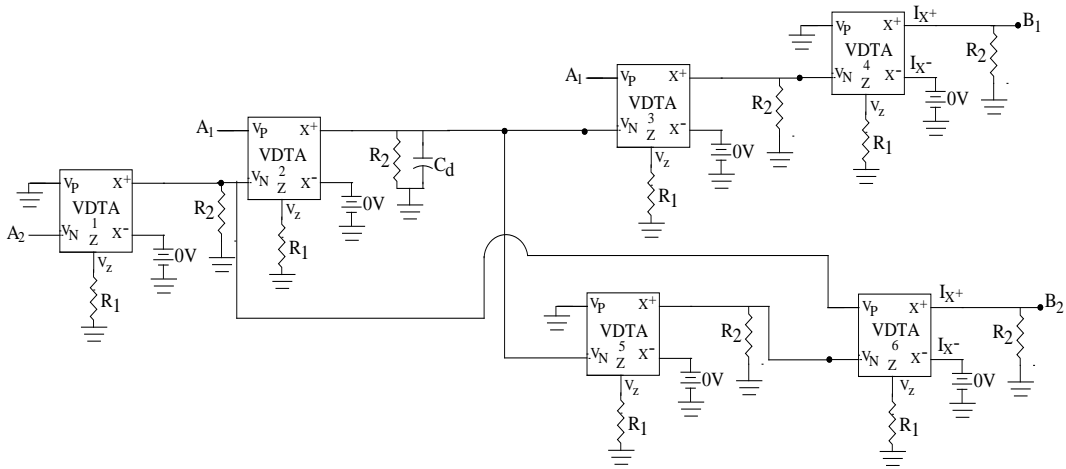 A2
VP X+
VDTA
1
VN Z X-
Vz
R1
0V
R2
A1
VP X+
VDTA
2
VN Z X-
Vz
R1
0V
R2
Cd
A1
VP X+
VDTA
3
VN Z X-
Vz
R1
0V
R2
VP X+
VDTA
4
VN Z X-
Vz
R1
IX+
IX-
0V
R2
B1
VP X+
VDTA
5
VN Z X-
Vz
R1
0V
R2
VP X+
VDTA
6
VN Z X-
Vz
R1
IX+
IX-
0V
R2
B2